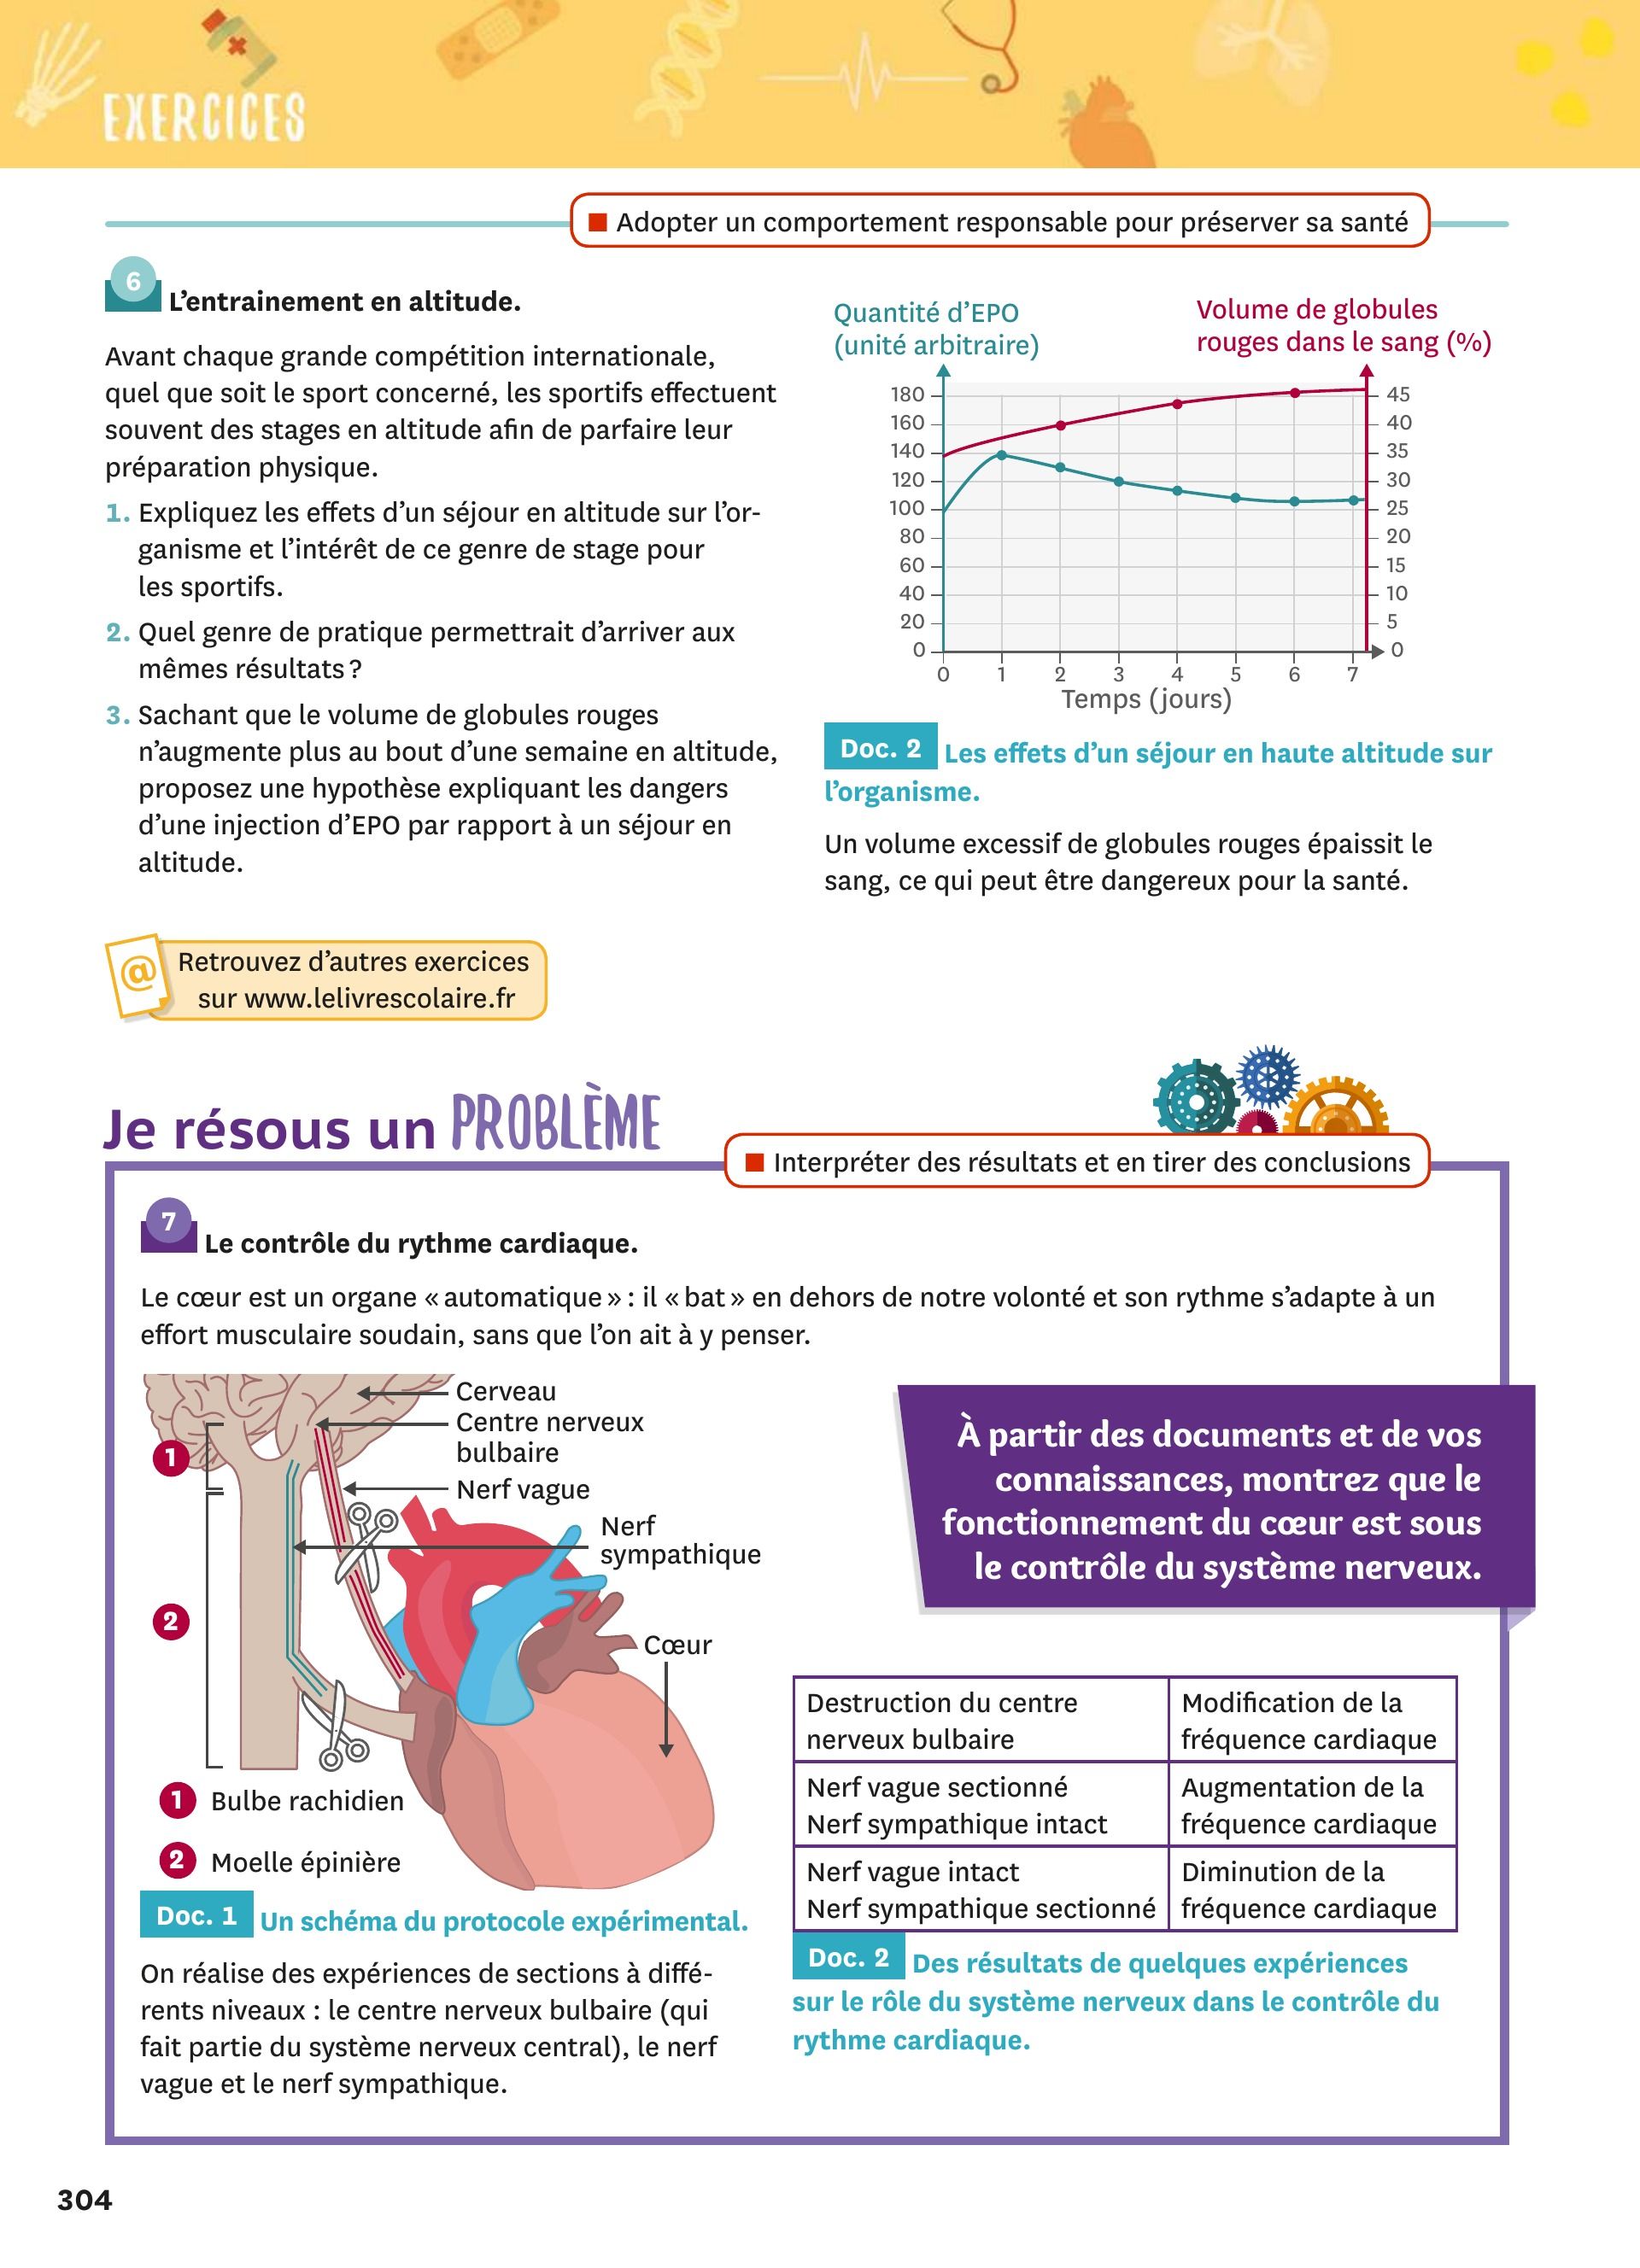 EXERCICES
■ Adopter un comportement responsable pour préserver sa santé
6
L'entrainement en altitude.
Avant chaque grande compétition internationale,
quel que soit le sport concerné, les sportifs effectuent
souvent des stages en altitude afin de parfaire leur
préparation physique.
1. Expliquez les effets d'un séjour en altitude sur l'or-
ganisme et l'intérêt de ce genre de stage pour
les sportifs.
2. Quel genre de pratique permettrait d'arriver aux
mêmes résultats ?
3. Sachant que le volume de globules rouges
n'augmente plus au bout d'une semaine en altitude,
proposez une hypothèse expliquant les dangers
d'une injection d'EPO par rapport à un séjour en
altitude.
Quantité d'EPO
(unité arbitraire)
Volume de globules
rouges dans le sang (%)
180 45
160 40
140 35
120 30
100 25
80 20
60 15
40 10
20 5
0 0
0 1 2 3 4 5 6 7
Temps (jours)
Doc. 2 Les effets d'un séjour en haute altitude sur
l'organisme.
Un volume excessif de globules rouges épaissit le
sang, ce qui peut être dangereux pour la santé.
@
Retrouvez d'autres exercices
sur www.lelivrescolaire.fr
Je résous un PROBLÈME
■ Interpréter des résultats et en tirer des conclusions
7
Le contrôle du rythme cardiaque.
Le cœur est un organe « automatique » : il « bat » en dehors de notre volonté et son rythme s'adapte à un
effort musculaire soudain, sans que l'on ait à y penser.
Cerveau
Centre nerveux
bulbaire
Nerf vague
Nerf
sympathique
Cœur
1
2
1 Bulbe rachidien
2 Moelle épinière
Doc. 1 Un schéma du protocole expérimental.
On réalise des expériences de sections à diffé-
rents niveaux : le centre nerveux bulbaire (qui
fait partie du système nerveux central), le nerf
vague et le nerf sympathique.
À partir des documents et de vos
connaissances, montrez que le
fonctionnement du cœur est sous
le contrôle du système nerveux.
Destruction du centre
nerveux bulbaire
Modification de la
fréquence cardiaque
Nerf vague sectionné
Nerf sympathique intact
Augmentation de la
fréquence cardiaque
Nerf vague intact
Nerf sympathique sectionné
Diminution de la
fréquence cardiaque
Doc. 2 Des résultats de quelques expériences
sur le rôle du système nerveux dans le contrôle du
rythme cardiaque.
304